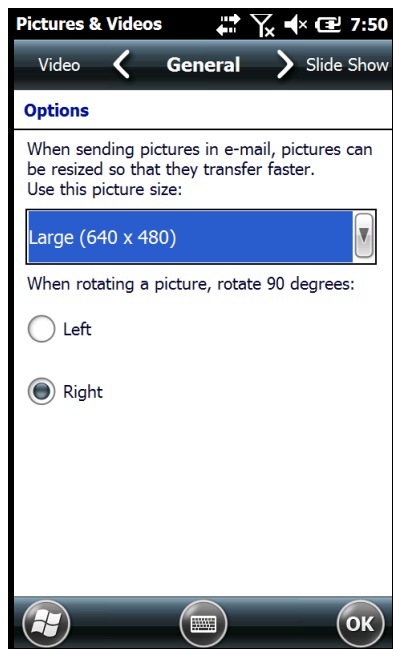 Pictures & Videos 7:50
Video General Slide Show
Options
When sending pictures in e-mail, pictures can
be resized so that they transfer faster.
Use this picture size:
Large (640 x 480)
When rotating a picture, rotate 90 degrees:
Left
Right
OK